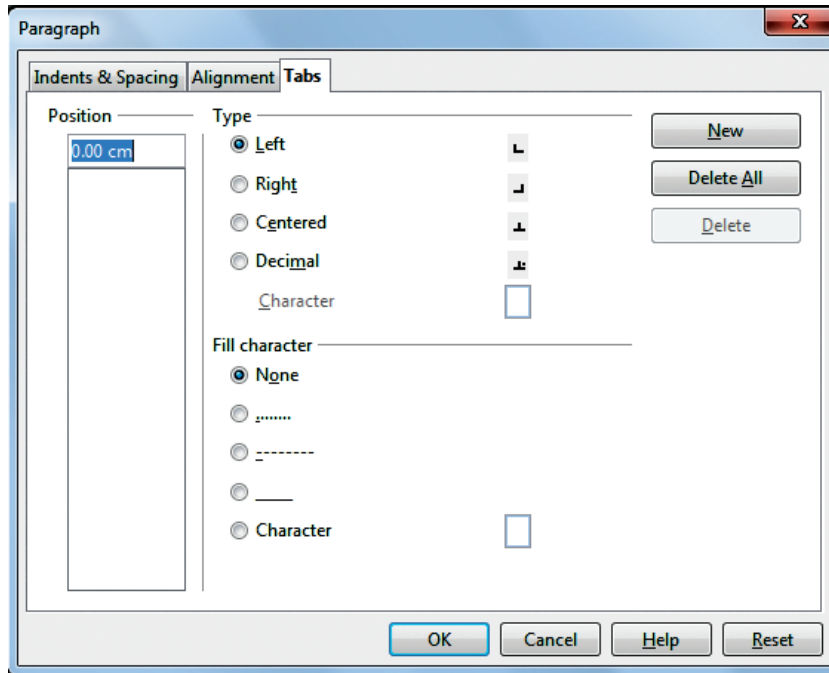 Paragraph
Indents & Spacing Alignment Tabs
Position
0.00 cm
Type
Left
Right
Centered
Decimal
Character
Fill character
None
........
--------
____
Character
New
Delete All
Delete
OK Cancel Help Reset